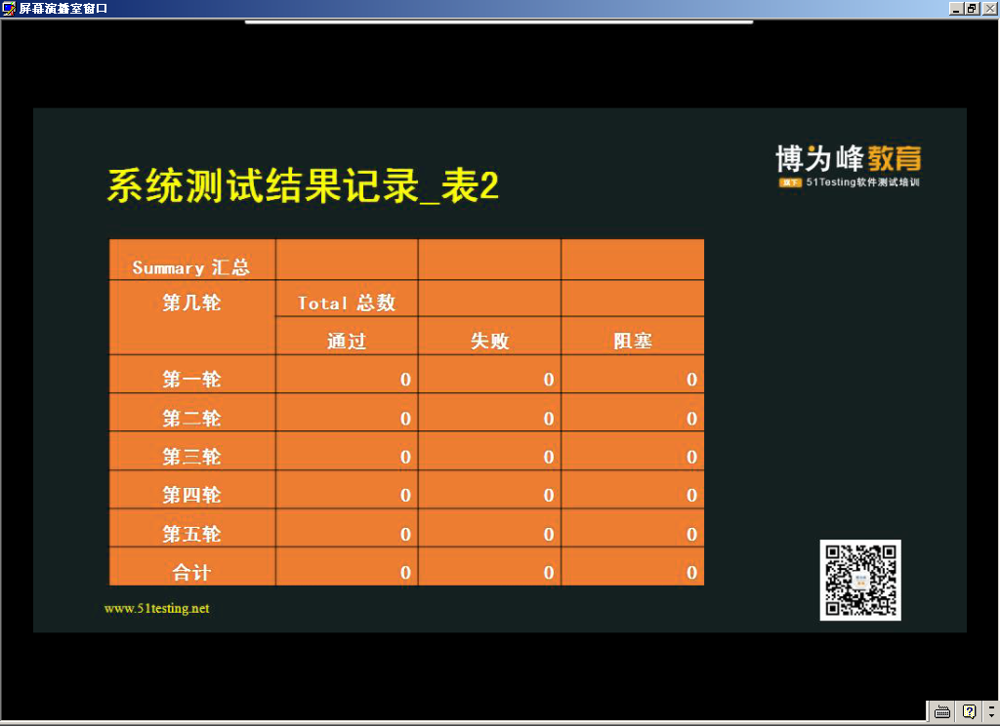 屏幕演播室窗口
博为峰教育
旗下 51Testing软件测试培训
系统测试结果记录_表2
Summary 汇总
第几轮 Total 总数
通过 失败 阻塞
第一轮 0 0 0
第二轮 0 0 0
第三轮 0 0 0
第四轮 0 0 0
第五轮 0 0 0
合计 0 0 0
www.51testing.net